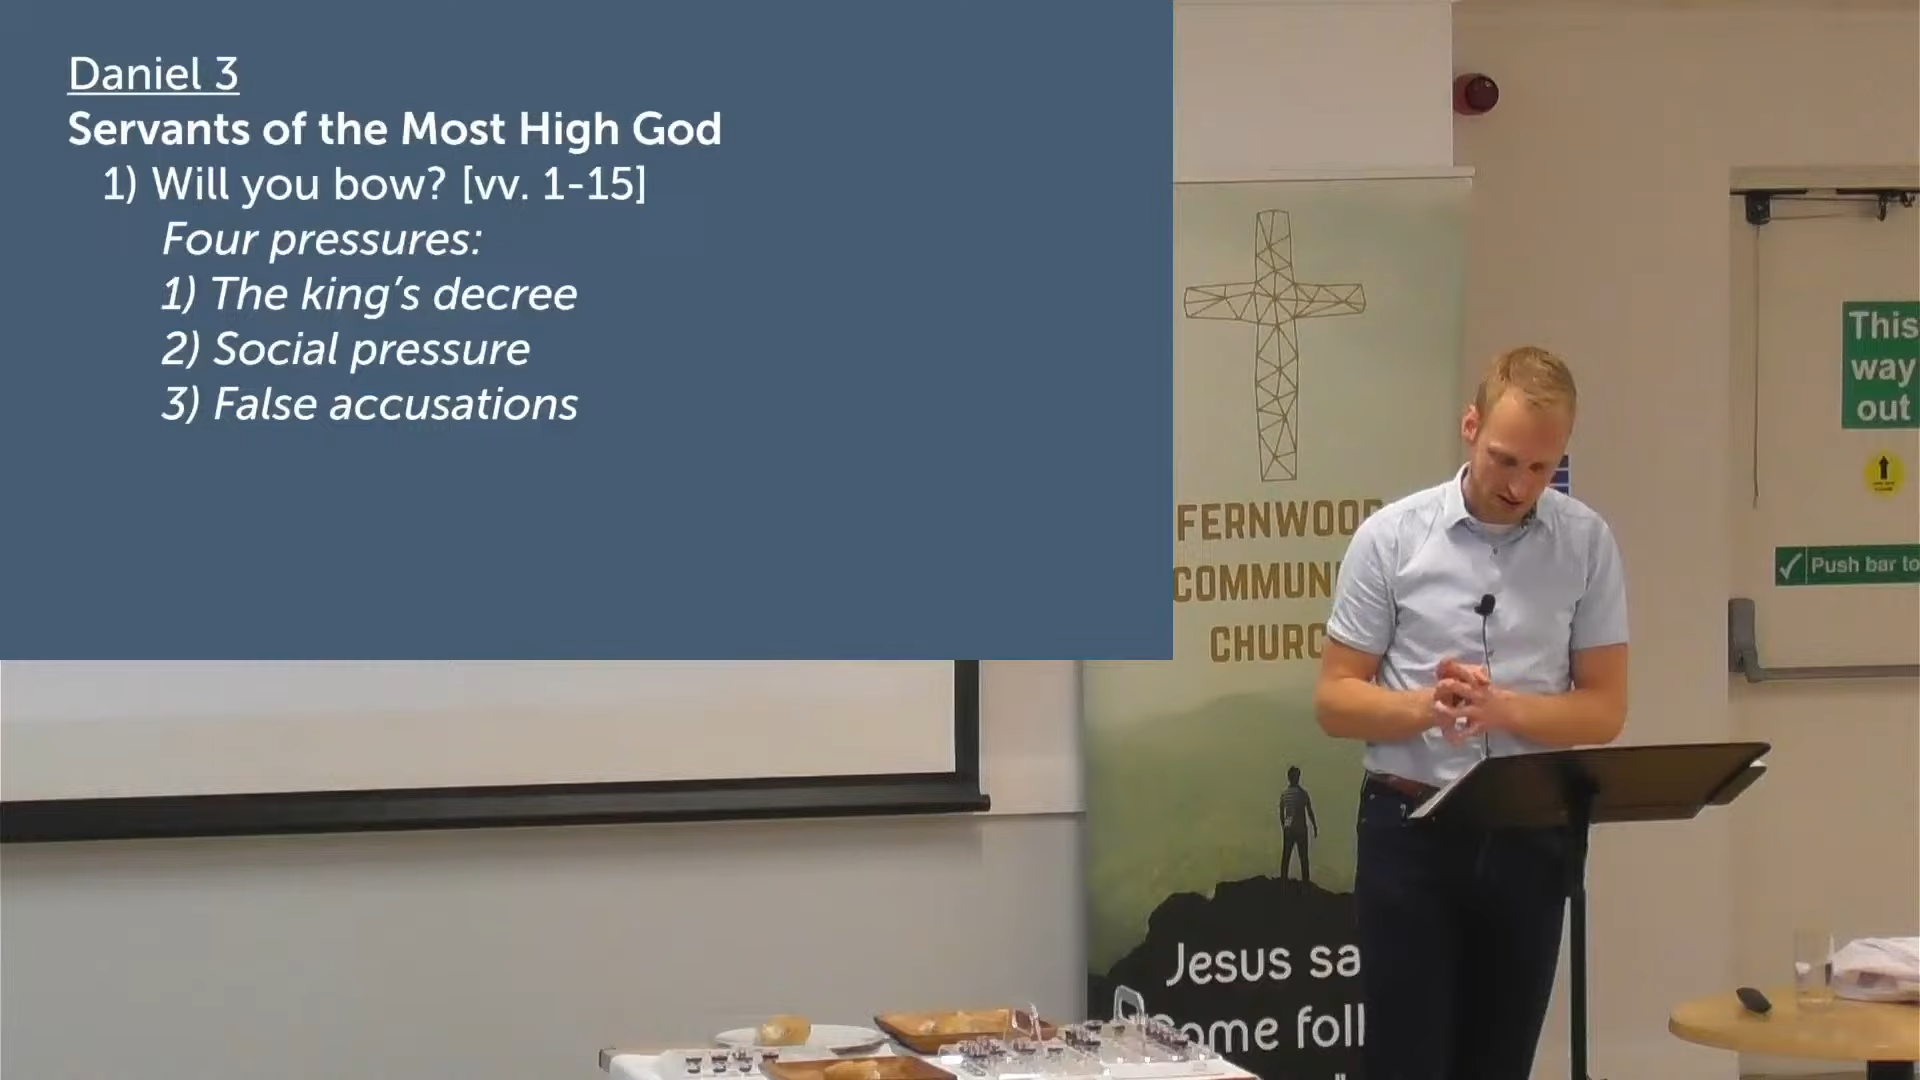 Daniel 3
Servants of the Most High God
1) Will you bow? [vv. 1-15]
Four pressures:
1) The king's decree
2) Social pressure
3) False accusations
FERNWOO
COMMUN
CHURC
Jesus sa
ome foll
This
way
out
Push bar to